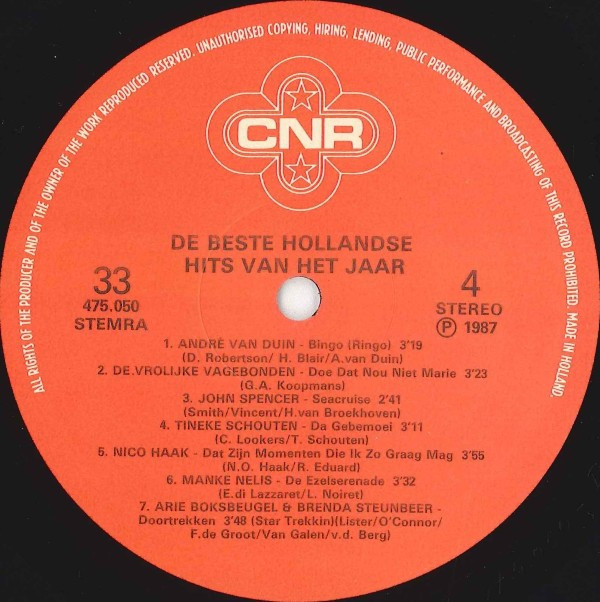 ALL RIGHTS OF THE PRODUCER AND OF THE OWNER OF THE WORK REPRODUCED RESERVED. UNAUTHORISED COPYING, HIRING, LENDING, PUBLIC PERFORMANCE AND BROADCASTING OF THIS RECORD PROHIBITED. MADE IN HOLLAND.
CNR
DE BESTE HOLLANDSE
HITS VAN HET JAAR
33
475.050
STEMRA
4
STEREO
Ⓟ 1987
1. ANDRÉ VAN DUIN - Bingo (Ringo) 3'19
(D. Robertson/ H. Blair/A.van Duin)
2. DE.VROLIJKE VAGEBONDEN - Doe Dat Nou Niet Marie 3'23
(G.A. Koopmans)
3. JOHN SPENCER - Seacruise 2'41
(Smith/Vincent/H.van Broekhoven)
4. TINEKE SCHOUTEN - Da Gebemoei 3'11
(C. Lookers/T. Schouten)
5. NICO HAAK - Dat Zijn Momenten Die Ik Zo Graag Mag 3'55
(N.O. Haak/R. Eduard)
6. MANKE NELIS - De Ezelserenade 3'32
(E.di Lazzaret/L. Noiret)
7. ARIE BOKSBEUGEL & BRENDA STEUNBEER -
Doortrekken 3'48 (Star Trekkin)(Lister/O'Connor/
F.de Groot/Van Galen/v.d. Berg)